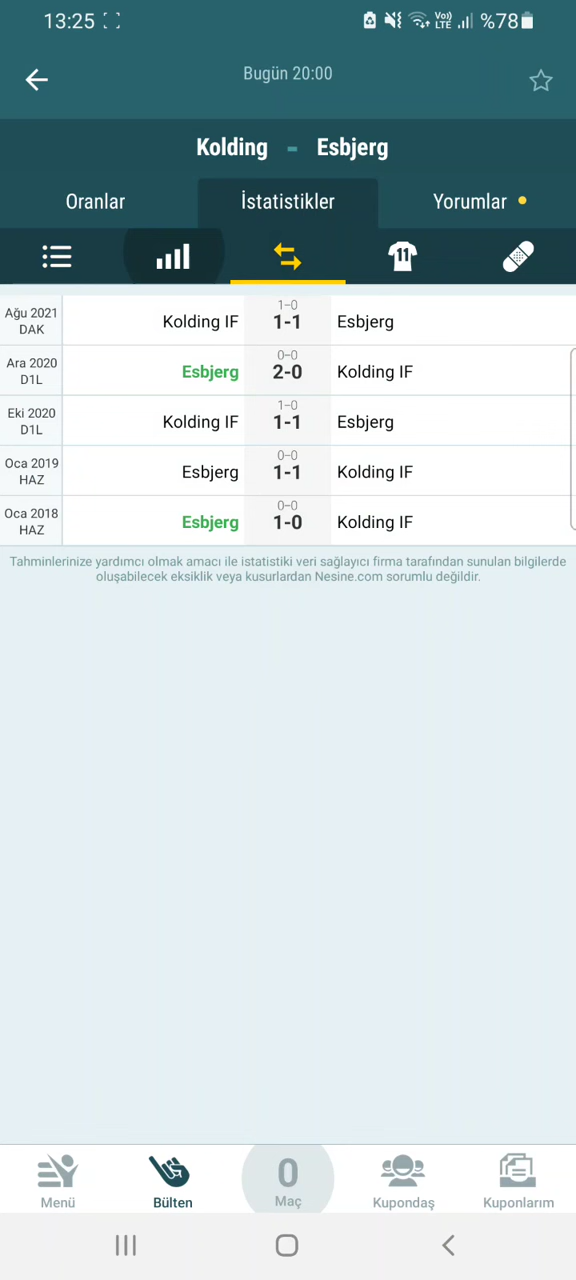 13:25 Vo)) LTE %78
Bugün 20:00
Kolding - Esbjerg
Oranlar İstatistikler Yorumlar
11
Ağu 2021 DAK Kolding IF 1-0 1-1 Esbjerg
Ara 2020 D1L Esbjerg 0-0 2-0 Kolding IF
Eki 2020 D1L Kolding IF 1-0 1-1 Esbjerg
Oca 2019 HAZ Esbjerg 0-0 1-1 Kolding IF
Oca 2018 HAZ Esbjerg 0-0 1-0 Kolding IF
Tahminlerinize yardımcı olmak amacı ile istatistiki veri sağlayıcı firma tarafından sunulan bilgilerde
oluşabilecek eksiklik veya kusurlardan Nesine.com sorumlu değildir.
0
Menü Bülten Maç Kupondaş Kuponlarım